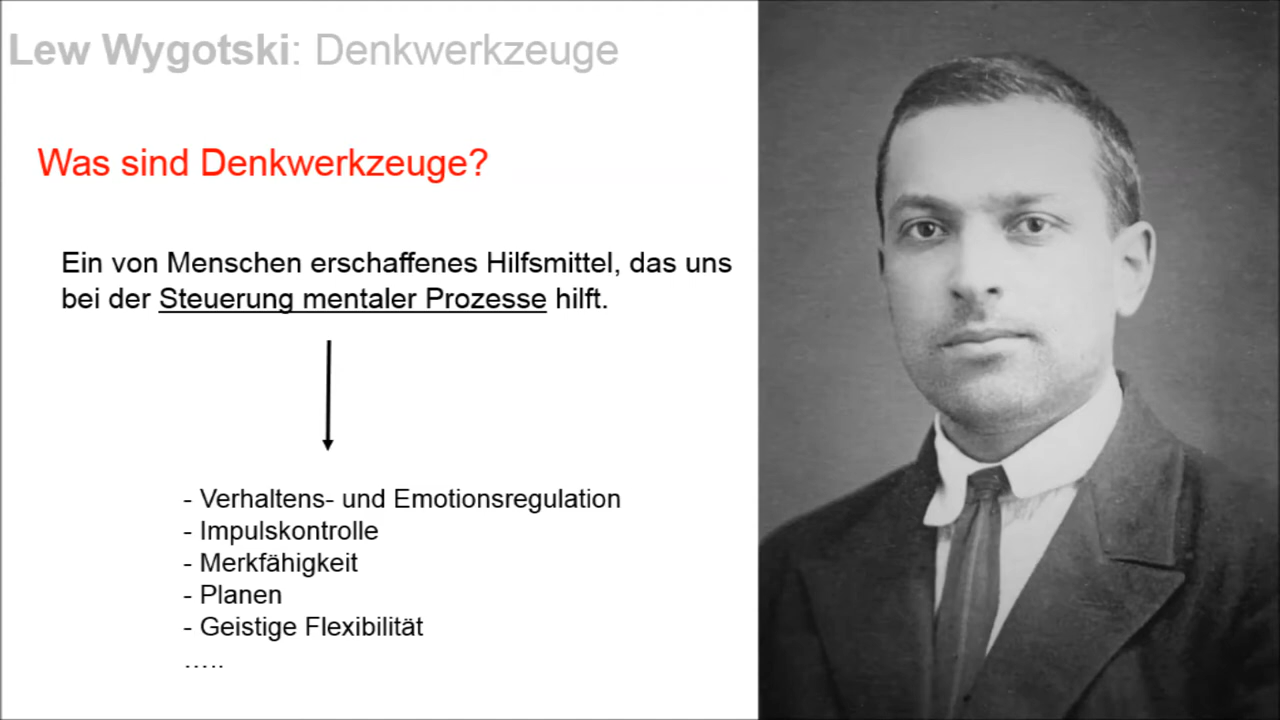 Lew Wygotski: Denkwerkzeuge
Was sind Denkwerkzeuge?
Ein von Menschen erschaffenes Hilfsmittel, das uns
bei der Steuerung mentaler Prozesse hilft.
- Verhaltens- und Emotionsregulation
- Impulskontrolle
- Merkfähigkeit
- Planen
- Geistige Flexibilität
.....